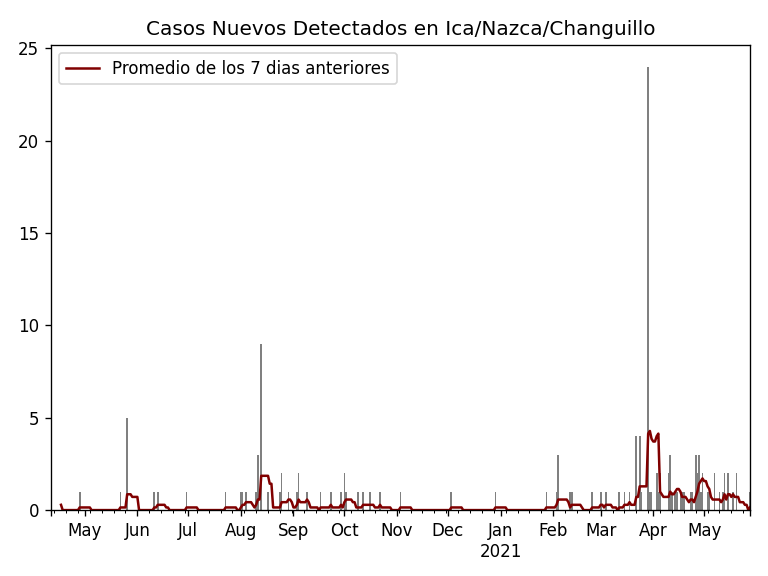 Casos Nuevos Detectados en Ica/Nazca/Changuillo
Promedio de los 7 dias anteriores
25
20
15
10
5
0
May Jun Jul Aug Sep Oct Nov Dec Jan Feb Mar Apr May
2021